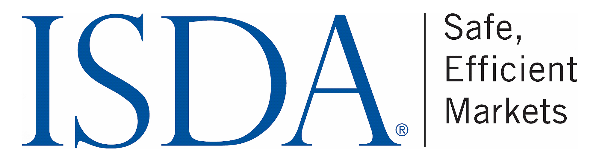 ISDA®
Safe,
Efficient
Markets